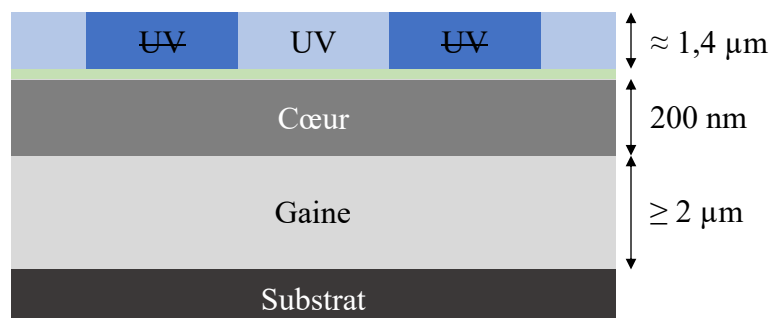 UV UV UV ≈ 1,4 µm
Cœur 200 nm
Gaine ≥ 2 µm
Substrat